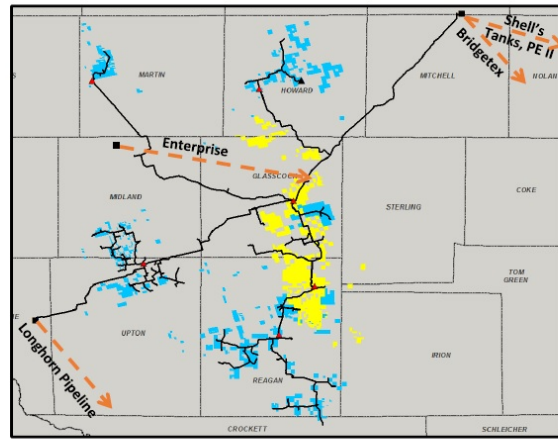 Shell's
Tanks, PE II
Bridgetex
NOLAN
MARTIN
HOWARD
MITCHELL
Enterprise
GLASSCOCK
COKE
MIDLAND
STERLING
TOM
GREEN
UPTON
IRION
Longhorn Pipeline
REAGAN
CROCKETT
SCHLEICHER